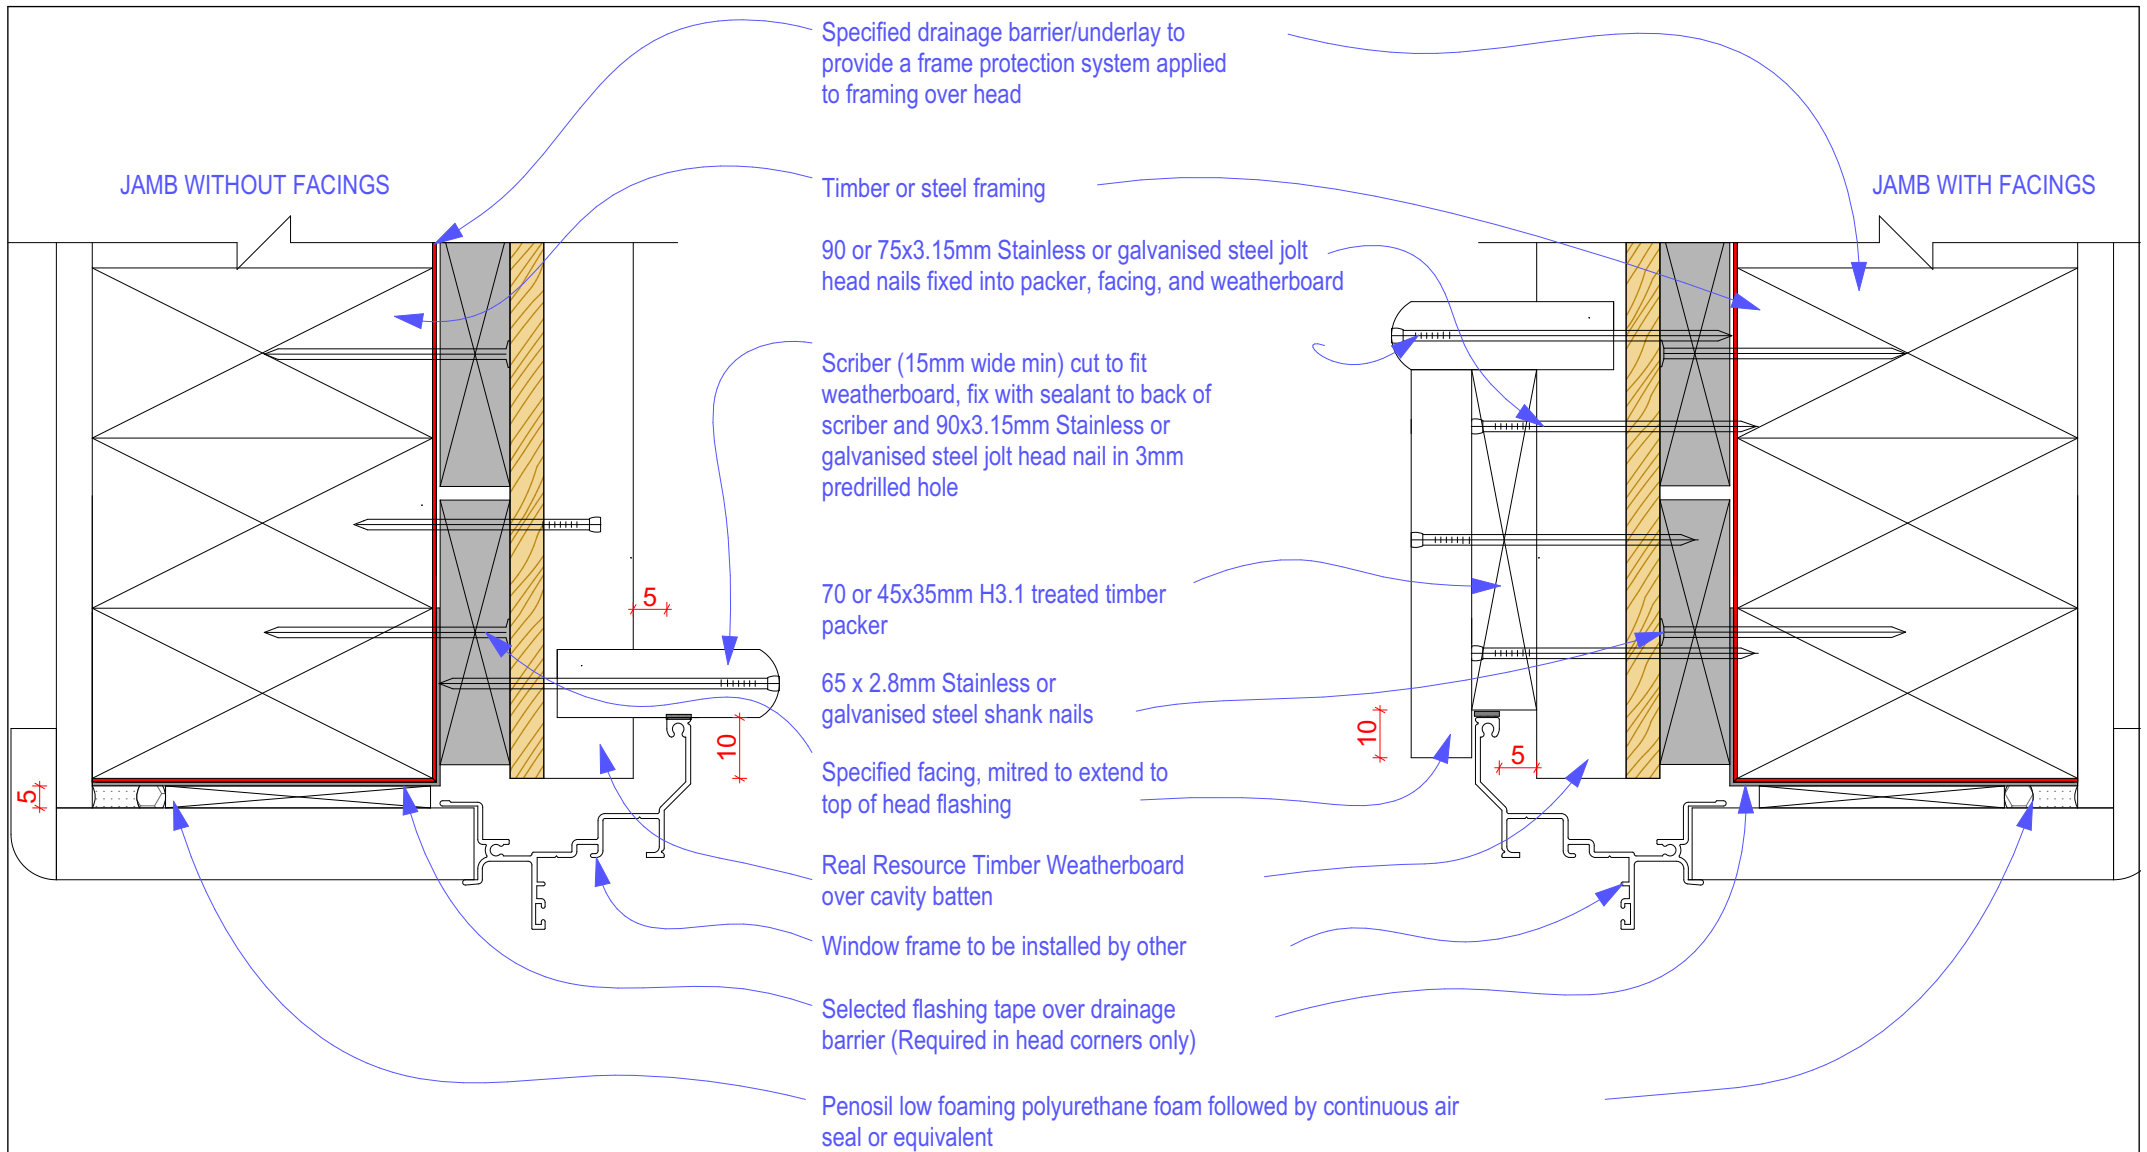 Specified drainage barrier/underlay to
provide a frame protection system applied
to framing over head
JAMB WITHOUT FACINGS
Timber or steel framing
JAMB WITH FACINGS
90 or 75x3.15mm Stainless or galvanised steel jolt
head nails fixed into packer, facing, and weatherboard
Scriber (15mm wide min) cut to fit
weatherboard, fix with sealant to back of
scriber and 90x3.15mm Stainless or
galvanised steel jolt head nail in 3mm
predrilled hole
5
70 or 45x35mm H3.1 treated timber
packer
65 x 2.8mm Stainless or
galvanised steel shank nails
10
10
5
Specified facing, mitred to extend to
top of head flashing
5
Real Resource Timber Weatherboard
over cavity batten
Window frame to be installed by other
Selected flashing tape over drainage
barrier (Required in head corners only)
Penosil low foaming polyurethane foam followed by continuous air
seal or equivalent